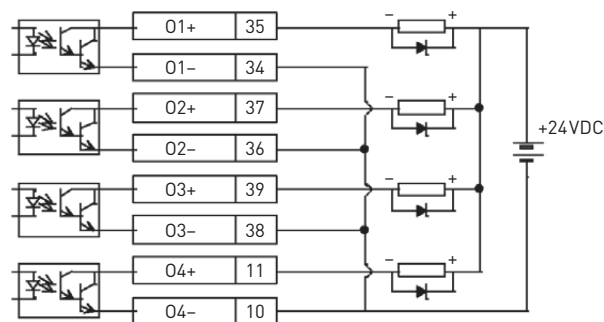 O1+ 35 − +
O1− 34
O2+ 37 − +
O2− 36
+24VDC
O3+ 39 − +
O3− 38
O4+ 11 − +
O4− 10